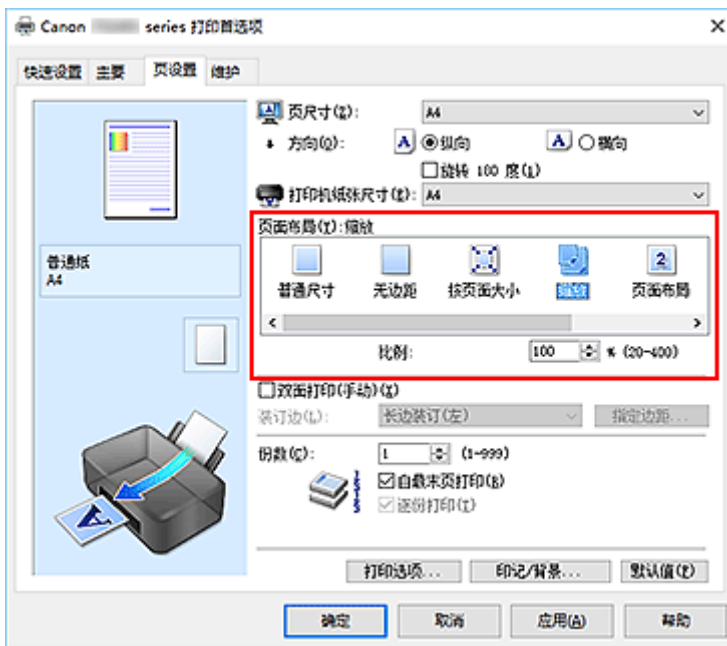 Canon series 打印首选项
快速设置 主要 页设置 维护
页尺寸(Z): A4
方向(O): A 纵向 A 横向
旋转 180 度(1)
打印机纸张尺寸(E): A4
页面布局(Y):缩放
普通尺寸 无边距 按页面大小 缩放 页面布局
比例: 100 % (20-400)
普通纸
A4
双面打印(手动)(X)
装订边(L): 长边装订(左) 指定边距...
份数(C): 1 (1-999)
自最末页打印(B)
逐份打印(T)
打印选项... 印记/背景... 默认值(F)
确定 取消 应用(A) 帮助